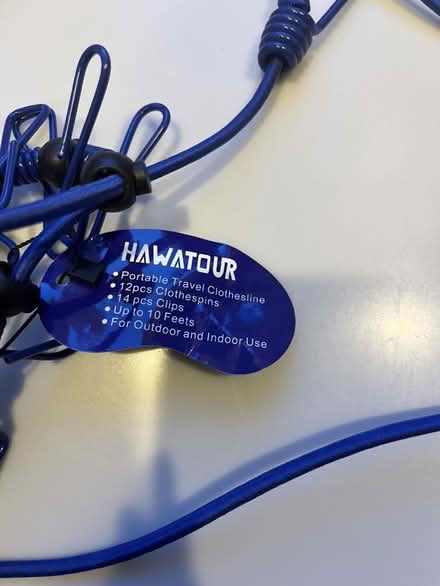 HAWATOUR
• Portable Travel Clothesline
• 12pcs Clothespins
• 14 pcs Clips
• Up to 10 Feets
• For Outdoor and Indoor Use